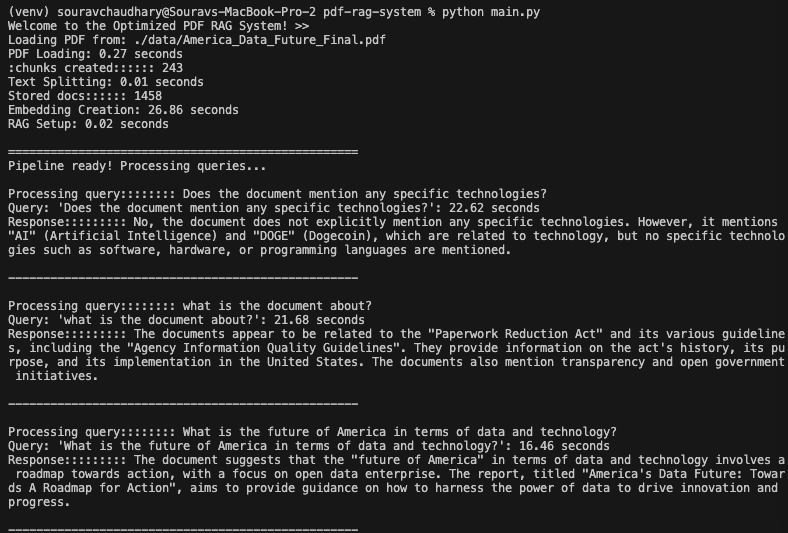 (venv) souravchaudhary@Souravs-MacBook-Pro-2 pdf-rag-system % python main.py
Welcome to the Optimized PDF RAG System! >>
Loading PDF from: ./data/America_Data_Future_Final.pdf
PDF Loading: 0.27 seconds
:chunks created:::::: 243
Text Splitting: 0.01 seconds
Stored docs:::::: 1458
Embedding Creation: 26.86 seconds
RAG Setup: 0.02 seconds
==================================================
Pipeline ready! Processing queries...
Processing query:::::::: Does the document mention any specific technologies?
Query: 'Does the document mention any specific technologies?': 22.62 seconds
Response::::::::: No, the document does not explicitly mention any specific technologies. However, it mentions
"AI" (Artificial Intelligence) and "DOGE" (Dogecoin), which are related to technology, but no specific technolo
gies such as software, hardware, or programming languages are mentioned.
--------------------------------------------------
Processing query:::::::: what is the document about?
Query: 'what is the document about?': 21.68 seconds
Response::::::::: The documents appear to be related to the "Paperwork Reduction Act" and its various guideline
s, including the "Agency Information Quality Guidelines". They provide information on the act's history, its pu
rpose, and its implementation in the United States. The documents also mention transparency and open government
 initiatives.
--------------------------------------------------
Processing query:::::::: What is the future of America in terms of data and technology?
Query: 'What is the future of America in terms of data and technology?': 16.46 seconds
Response::::::::: The document suggests that the "future of America" in terms of data and technology involves a
 roadmap towards action, with a focus on open data enterprise. The report, titled "America's Data Future: Towar
ds A Roadmap for Action", aims to provide guidance on how to harness the power of data to drive innovation and
progress.
--------------------------------------------------